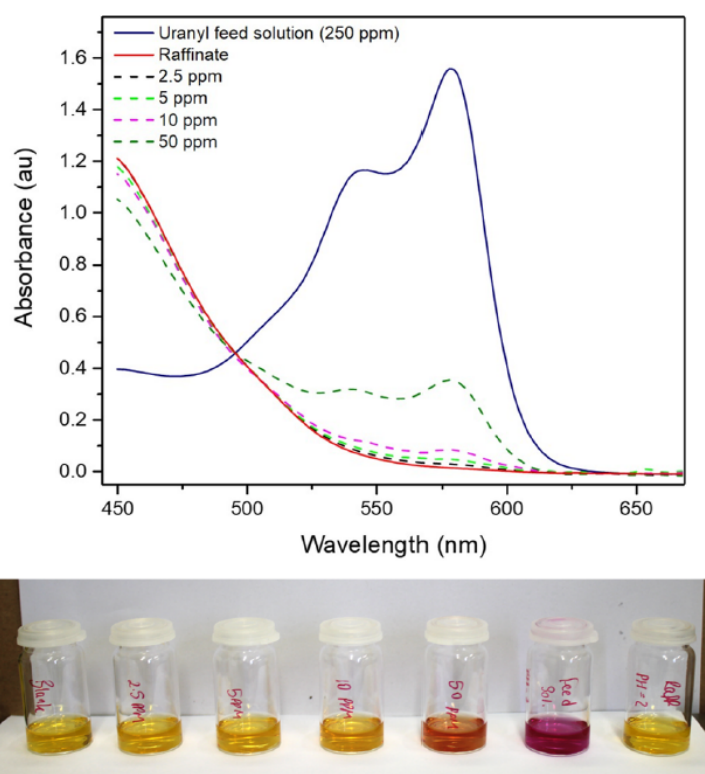 Uranyl feed solution (250 ppm)
Raffinate
2.5 ppm
5 ppm
10 ppm
50 ppm
Absorbance (au)
1.6
1.4
1.2
1.0
0.8
0.6
0.4
0.2
0.0
450
500
550
600
650
Wavelength (nm)
Blank
2.5 PPM
5 PPM
10 PPM
50 PPM
feed
Sol.
Raff
PH = 2